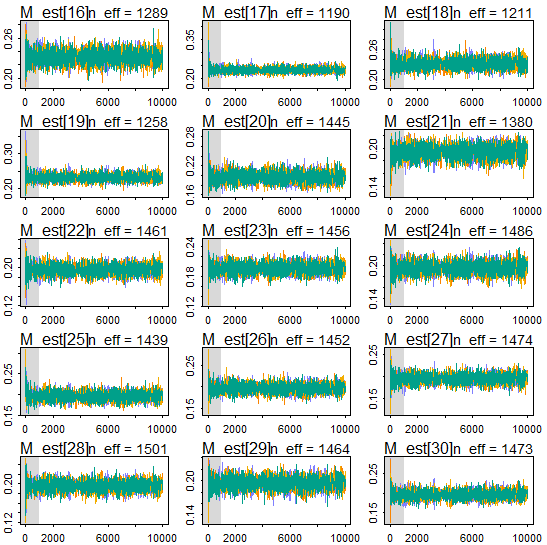 M_est[16]n_eff = 1289
0.20 0.26
0 2000 6000 10000
M_est[17]n_eff = 1190
0.20 0.35
0 2000 6000 10000
M_est[18]n_eff = 1211
0.20 0.26
0 2000 6000 10000
M_est[19]n_eff = 1258
0.20 0.30
0 2000 6000 10000
M_est[20]n_eff = 1445
0.16 0.22 0.28
0 2000 6000 10000
M_est[21]n_eff = 1380
0.14 0.20
0 2000 6000 10000
M_est[22]n_eff = 1461
0.12 0.20
0 2000 6000 10000
M_est[23]n_eff = 1456
0.12 0.18 0.24
0 2000 6000 10000
M_est[24]n_eff = 1486
0.14 0.20
0 2000 6000 10000
M_est[25]n_eff = 1439
0.15 0.25
0 2000 6000 10000
M_est[26]n_eff = 1452
0.15 0.25
0 2000 6000 10000
M_est[27]n_eff = 1474
0.15 0.25
0 2000 6000 10000
M_est[28]n_eff = 1501
0.12 0.20
0 2000 6000 10000
M_est[29]n_eff = 1464
0.14 0.20
0 2000 6000 10000
M_est[30]n_eff = 1473
0.15 0.25
0 2000 6000 10000